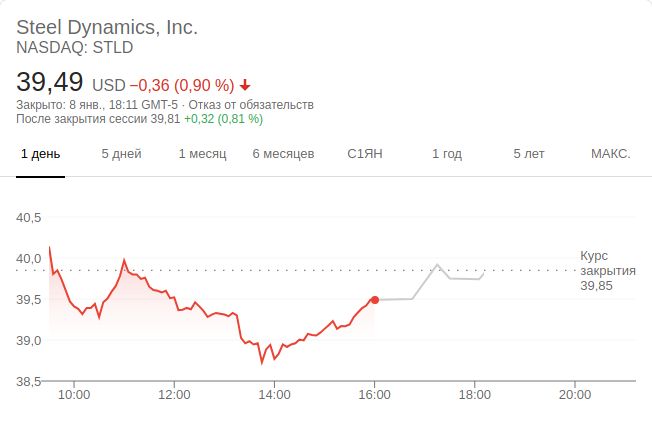 Steel Dynamics, Inc.
NASDAQ: STLD
39,49 USD −0,36 (0,90 %)
Закрыто: 8 янв., 18:11 GMT-5 · Отказ от обязательств
После закрытия сессии 39,81 +0,32 (0,81 %)
1 день 5 дней 1 месяц 6 месяцев С1ЯН 1 год 5 лет МАКС.
40,5
40,0
39,5
39,0
38,5
Курс
закрытия
39,85
10:00 12:00 14:00 16:00 18:00 20:00